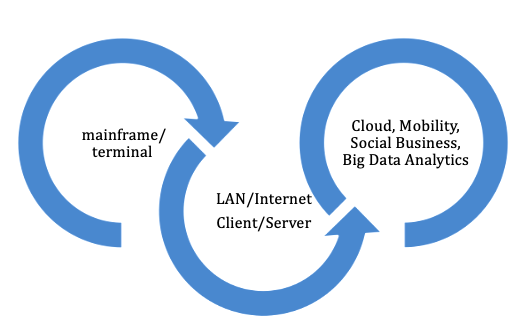 mainframe/
terminal
LAN/Internet
Client/Server
Cloud, Mobility,
Social Business,
Big Data Analytics